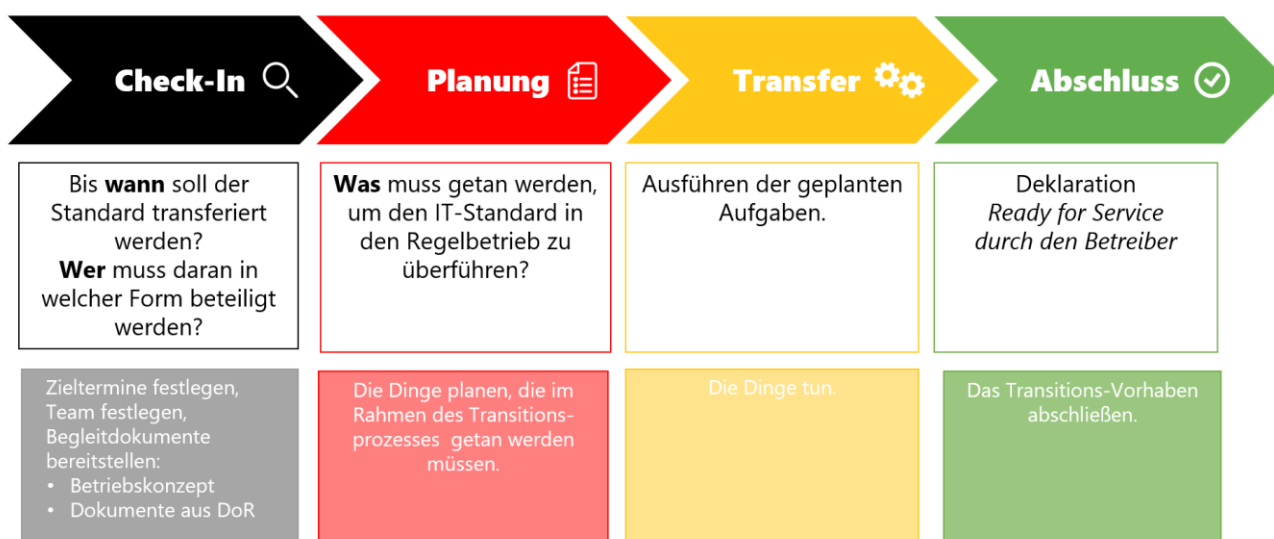 Check-In
Planung
Transfer
Abschluss
Bis wann soll der
Standard transferiert
werden?
Wer muss daran in
welcher Form beteiligt
werden?
Was muss getan werden,
um den IT-Standard in
den Regelbetrieb zu
überführen?
Ausführen der geplanten
Aufgaben.
Deklaration
Ready for Service
durch den Betreiber
Zieltermine festlegen,
Team festlegen,
Begleitdokumente
bereitstellen:
• Betriebskonzept
• Dokumente aus DoR
Die Dinge planen, die im
Rahmen des Transitions-
prozesses getan werden
müssen.
Die Dinge tun.
Das Transitions-Vorhaben
abschließen.